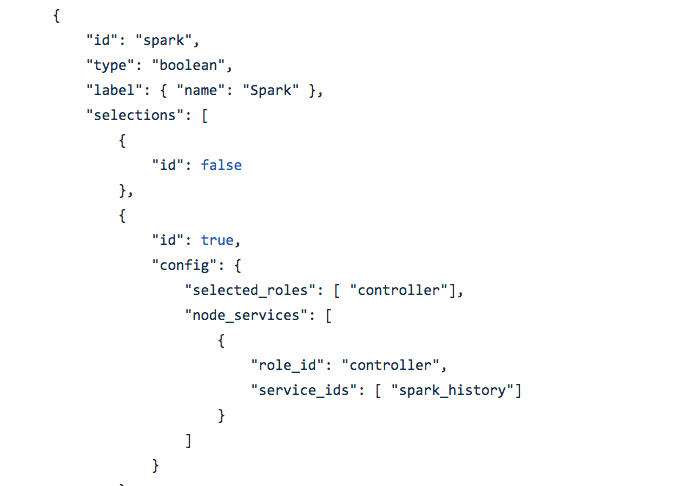 {
"id": "spark",
"type": "boolean",
"label": { "name": "Spark" },
"selections": [
{
"id": false
},
{
"id": true,
"config": {
"selected_roles": [ "controller"],
"node_services": [
{
"role_id": "controller",
"service_ids": [ "spark_history"]
}
]
}